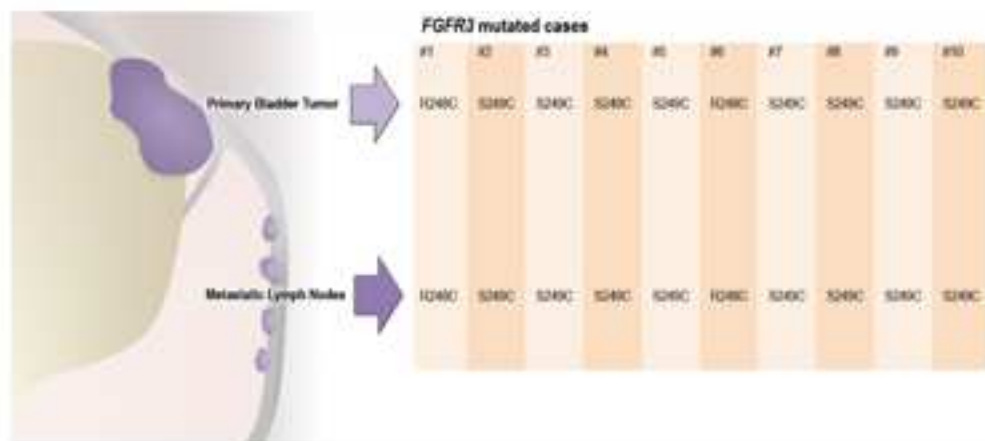 FGFR3 mutated cases
#1 #2 #3 #4 #5 #6 #7 #8 #9 #10
Primary Bladder Tumor
R248C S249C S249C S249C S249C R248C S249C S249C S249C S249C
Metastatic Lymph Nodes
R248C S249C S249C S249C S249C R248C S249C S249C S249C S249C